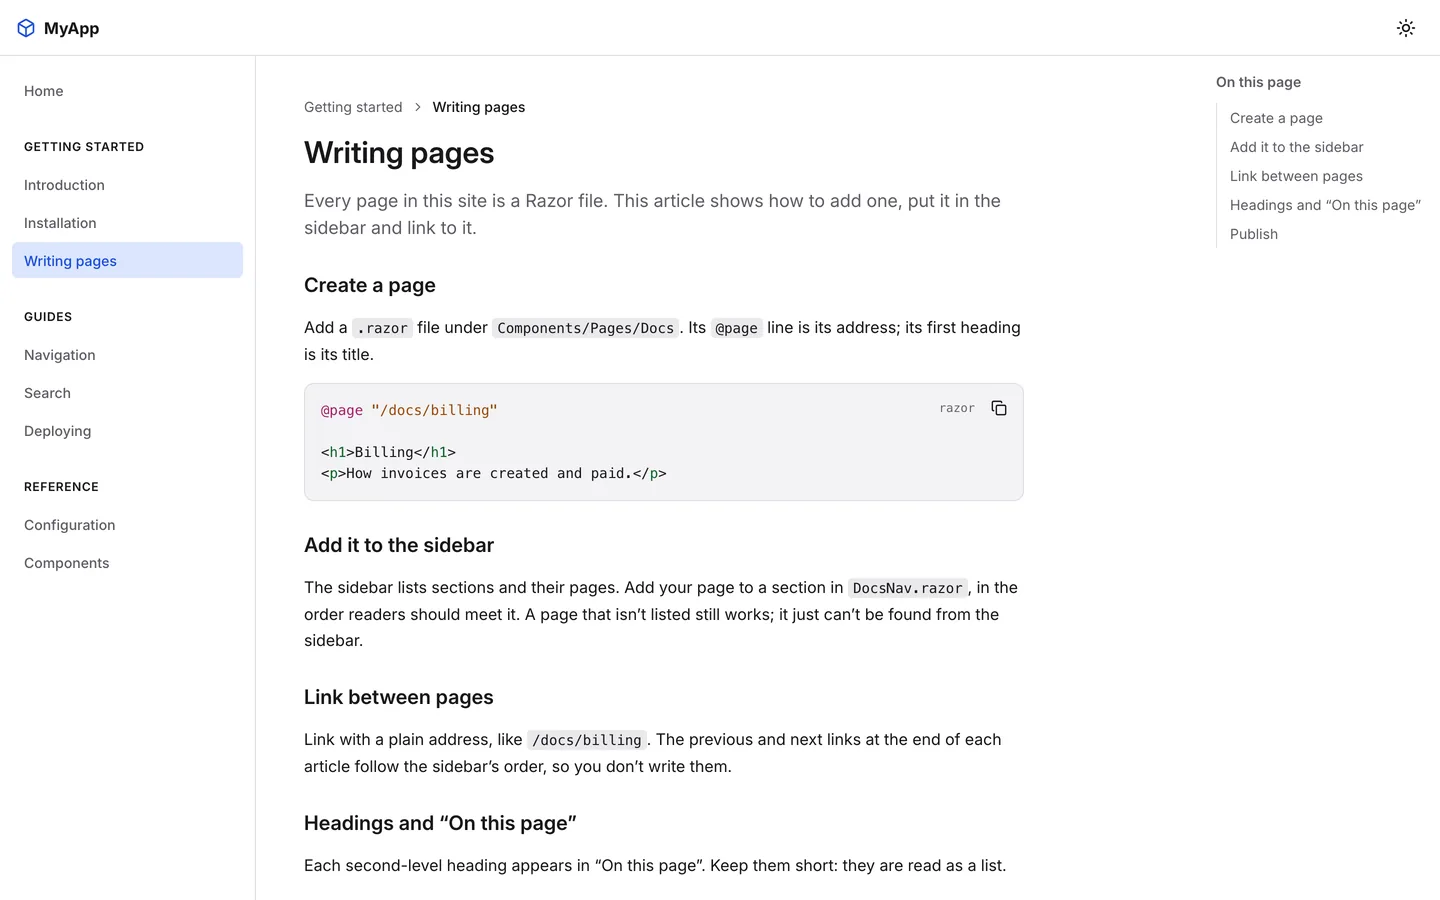 MyApp
Home
GETTING STARTED
Introduction
Installation
Writing pages
GUIDES
Navigation
Search
Deploying
REFERENCE
Configuration
Components
Getting started > Writing pages
Writing pages
Every page in this site is a Razor file. This article shows how to add one, put it in the
sidebar and link to it.
Create a page
Add a .razor file under Components/Pages/Docs. Its @page line is its address; its first heading
is its title.
@page "/docs/billing"
razor
<h1>Billing</h1>
<p>How invoices are created and paid.</p>
Add it to the sidebar
The sidebar lists sections and their pages. Add your page to a section in DocsNav.razor, in the
order readers should meet it. A page that isn’t listed still works; it just can’t be found from the
sidebar.
Link between pages
Link with a plain address, like /docs/billing. The previous and next links at the end of each
article follow the sidebar’s order, so you don’t write them.
Headings and “On this page”
Each second-level heading appears in “On this page”. Keep them short: they are read as a list.
On this page
Create a page
Add it to the sidebar
Link between pages
Headings and “On this page”
Publish